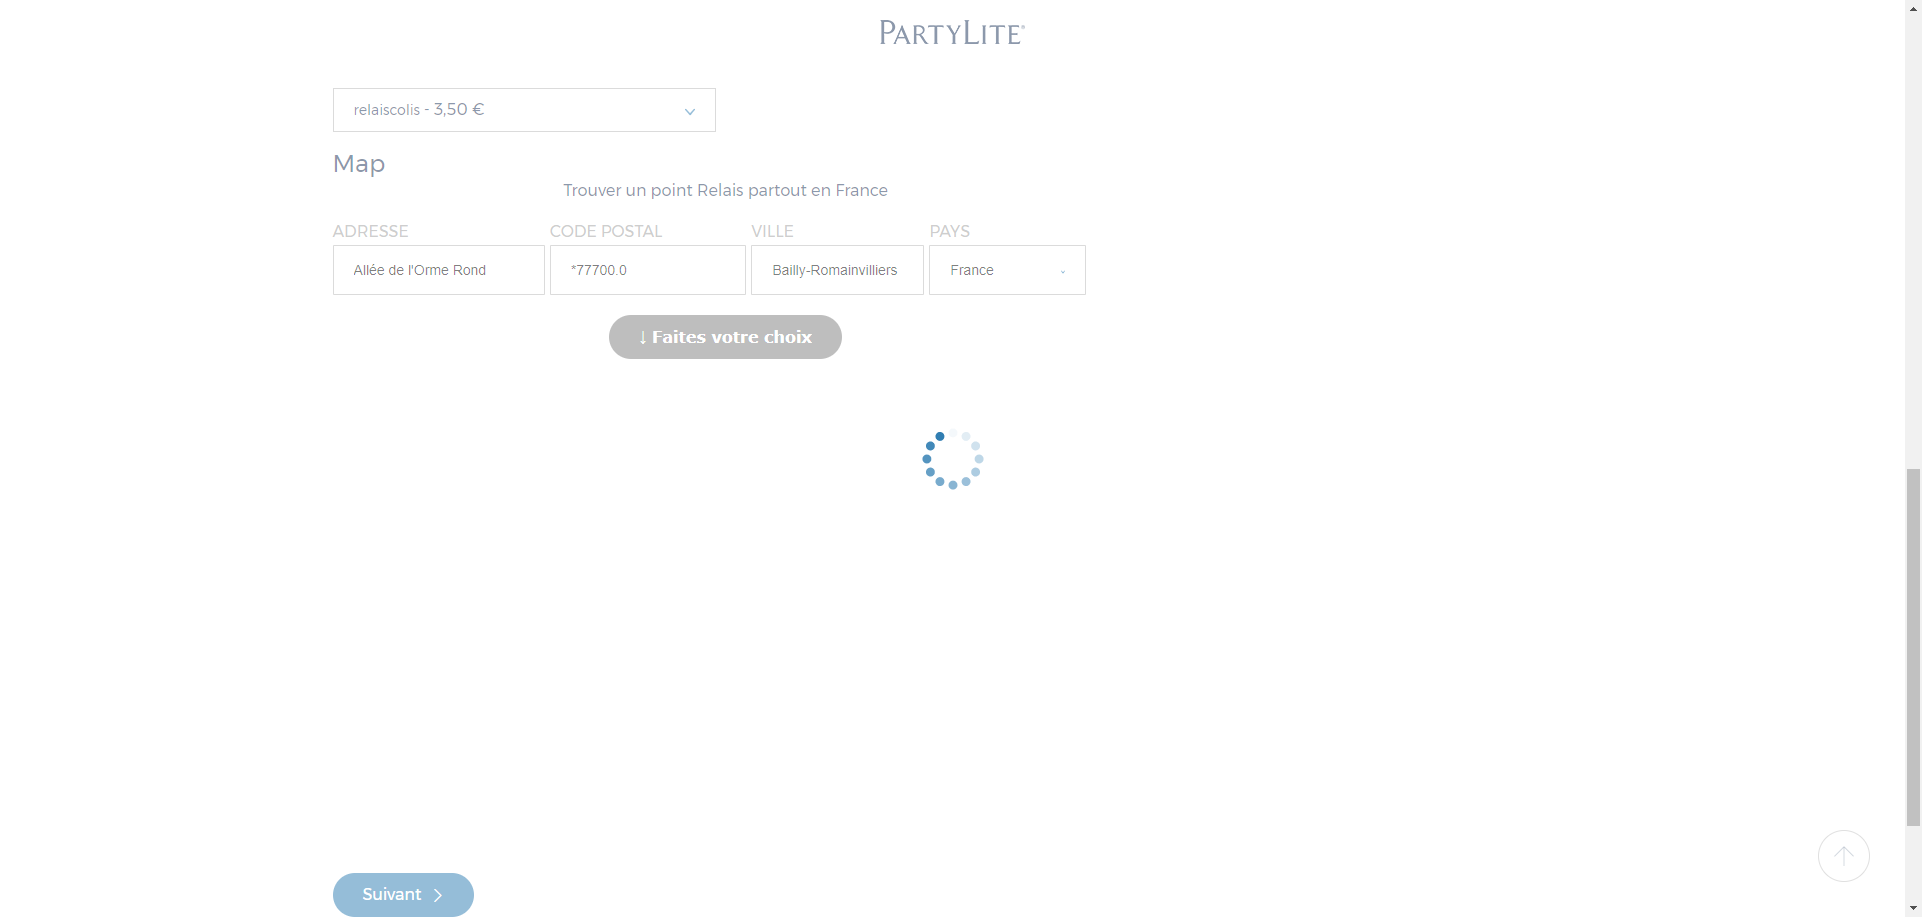 PARTYLITE®
relaiscolis - 3,50 €
Map
Trouver un point Relais partout en France
ADRESSE CODE POSTAL VILLE PAYS
Allée de l'Orme Rond *77700.0 Bailly-Romainvilliers France
↓ Faites votre choix
Suivant